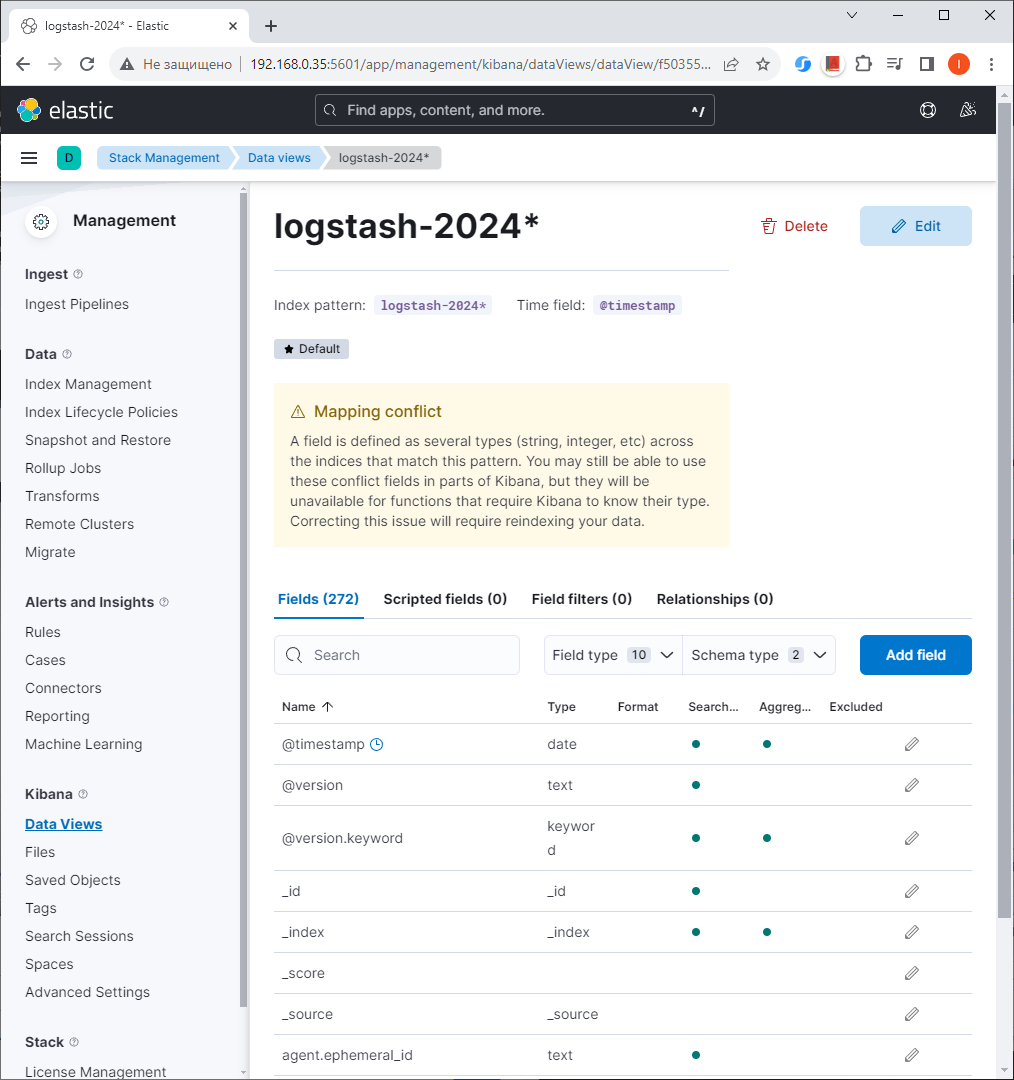 logstash-2024* - Elastic
Не защищено
192.168.0.35:5601/app/management/kibana/dataViews/dataView/f50355...
I
elastic
Find apps, content, and more.
^/
D
Stack Management
Data views
logstash-2024*
Management
Ingest
Ingest Pipelines
Data
Index Management
Index Lifecycle Policies
Snapshot and Restore
Rollup Jobs
Transforms
Remote Clusters
Migrate
Alerts and Insights
Rules
Cases
Connectors
Reporting
Machine Learning
Kibana
Data Views
Files
Saved Objects
Tags
Search Sessions
Spaces
Advanced Settings
Stack
License Management
logstash-2024*
Delete
Edit
Index pattern: logstash-2024* Time field: @timestamp
Default
Mapping conflict
A field is defined as several types (string, integer, etc) across
the indices that match this pattern. You may still be able to use
these conflict fields in parts of Kibana, but they will be
unavailable for functions that require Kibana to know their type.
Correcting this issue will require reindexing your data.
Fields (272) Scripted fields (0) Field filters (0) Relationships (0)
Search
Field type 10
Schema type 2
Add field
Name Type Format Search... Aggreg... Excluded
@timestamp date
@version text
@version.keyword keywor
d
_id _id
_index _index
_score
_source _source
agent.ephemeral_id text